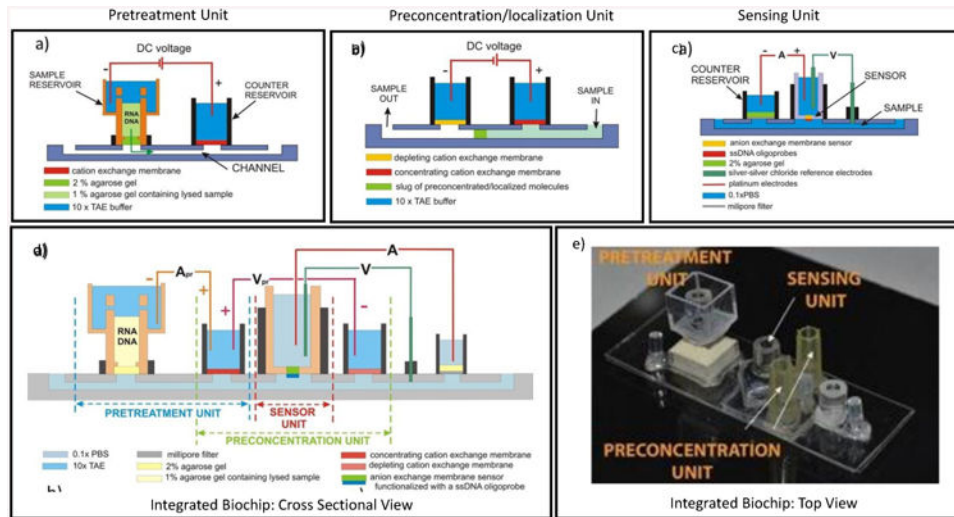 Pretreatment Unit
Preconcentration/localization Unit
Sensing Unit
a)
DC voltage
-
+
SAMPLE
RESERVOIR
COUNTER
RESERVOIR
RNA
DNA
CHANNEL
cation exchange membrane
2 % agarose gel
1 % agarose gel containing lysed sample
10 x TAE buffer
DC voltage
-
+
SAMPLE
OUT
SAMPLE
IN
depleting cation exchange membrane
concentrating cation exchange membrane
slug of preconcentrated/localized molecules
10 x TAE buffer
- A +
V
COUNTER
RESERVOIR
SENSOR
SAMPLE
anion exchange membrane sensor
ssDNA oligoprobes
2% agarose gel
silver-silver chloride reference electrodes
platinum electrodes
0.1xPBS
milipore filter
A
- Apr +
+ Vpr -
V
RNA
DNA
PRETREATMENT UNIT
SENSOR
UNIT
PRECONCENTRATION UNIT
0.1x PBS
10x TAE
millipore filter
2% agarose gel
1% agarose gel containing lysed sample
concentrating cation exchange membrane
depleting cation exchange membrane
anion exchange membrane sensor
functionalized with a ssDNA oligoprobe
Integrated Biochip: Cross Sectional View
e)
PRETREATMENT
UNIT
SENSING
UNIT
PRECONCENTRATION
UNIT
Integrated Biochip: Top View